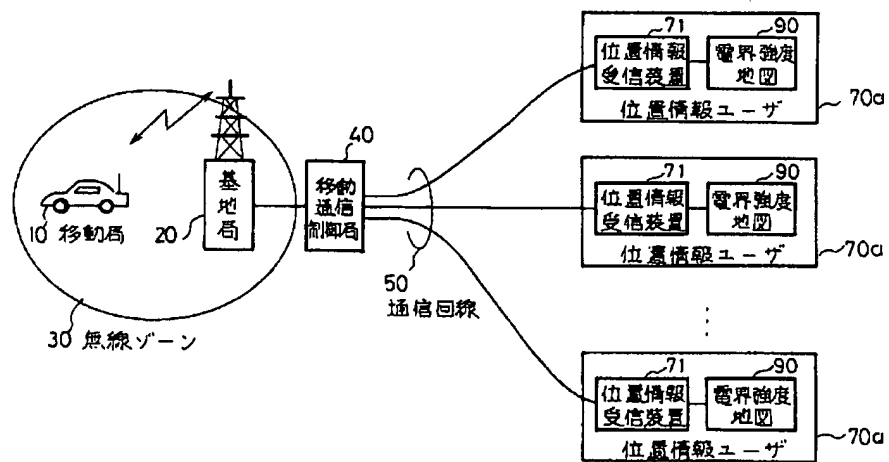 10 移動局
20
基地局
30 無線ゾーン
40
移動通信制御局
50
通信回線
71
位置情報
受信装置
90
電界強度
地図
位置情報ユーザ
70a
71
位置情報
受信装置
90
電界強度
地図
位置情報ユーザ
70a
71
位置情報
受信装置
90
電界強度
地図
位置情報ユーザ
70a